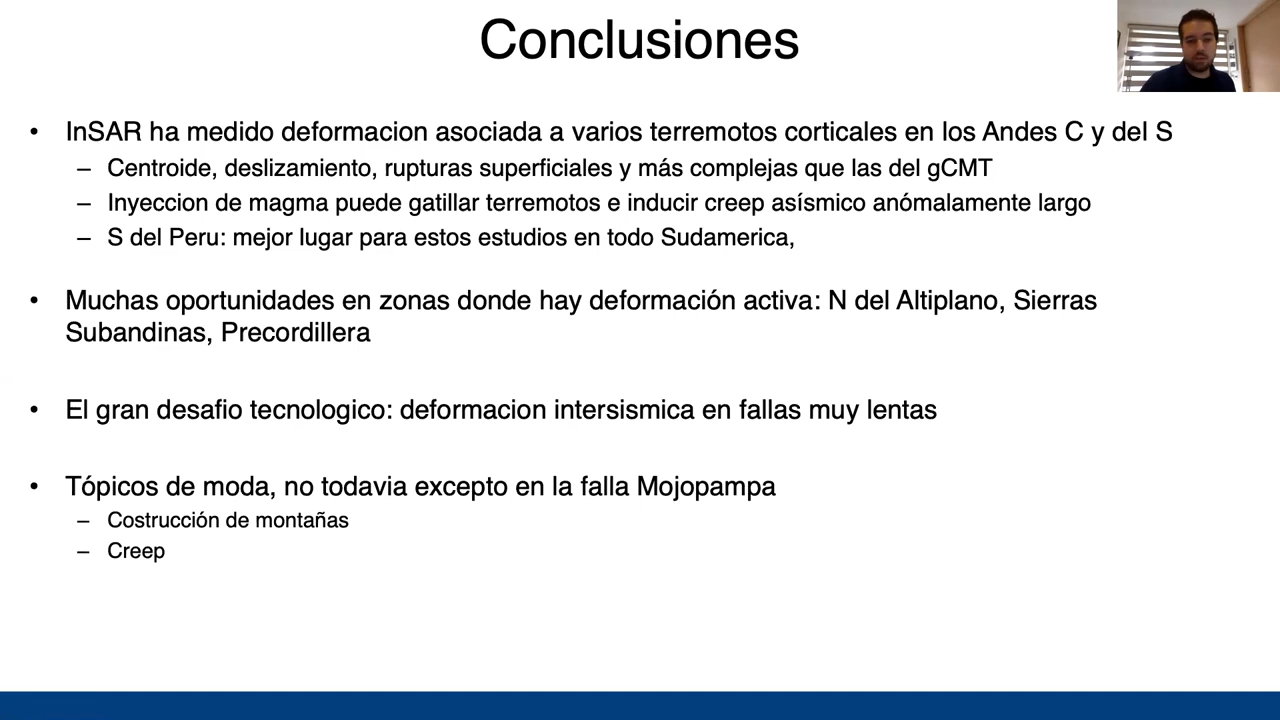 Conclusiones
• InSAR ha medido deformacion asociada a varios terremotos corticales en los Andes C y del S
– Centroide, deslizamiento, rupturas superficiales y más complejas que las del gCMT
– Inyeccion de magma puede gatillar terremotos e inducir creep asísmico anómalamente largo
– S del Peru: mejor lugar para estos estudios en todo Sudamerica,
• Muchas oportunidades en zonas donde hay deformación activa: N del Altiplano, Sierras
Subandinas, Precordillera
• El gran desafio tecnologico: deformacion intersismica en fallas muy lentas
• Tópicos de moda, no todavia excepto en la falla Mojopampa
– Costrucción de montañas
– Creep